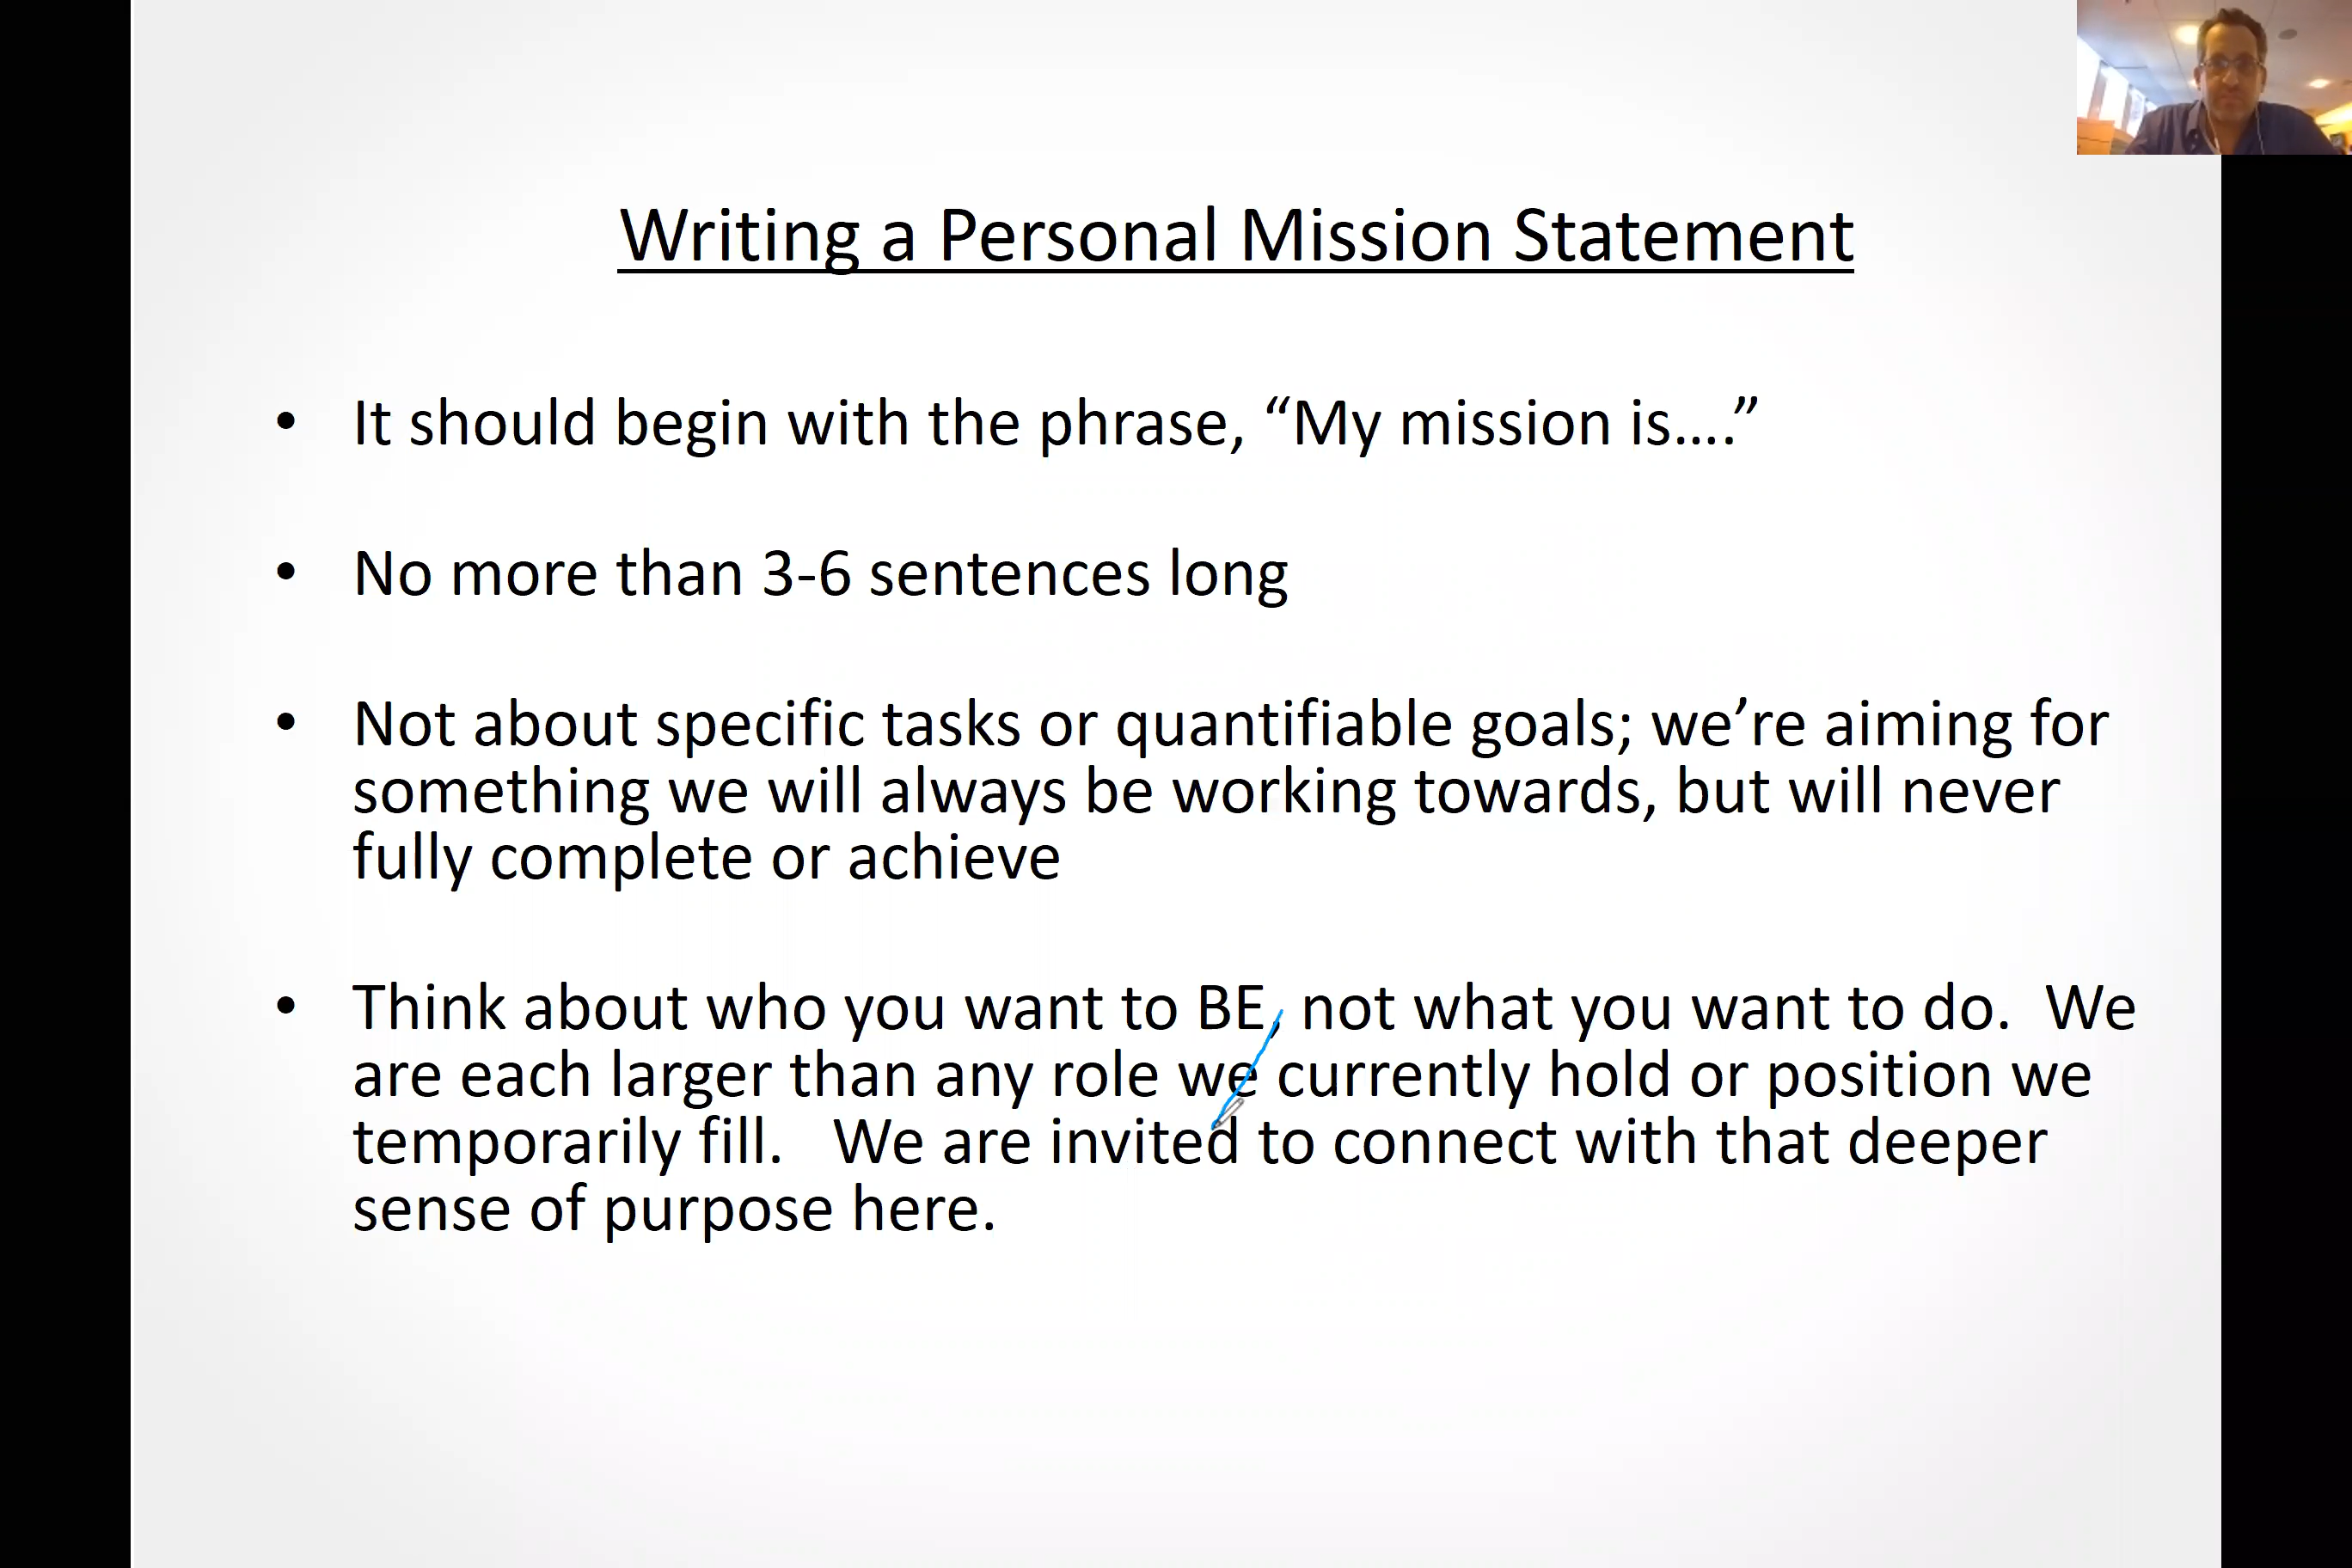 Writing a Personal Mission Statement
• It should begin with the phrase, “My mission is....”
• No more than 3-6 sentences long
• Not about specific tasks or quantifiable goals; we’re aiming for
something we will always be working towards, but will never
fully complete or achieve
• Think about who you want to BE, not what you want to do.  We
are each larger than any role we currently hold or position we
temporarily fill.   We are invited to connect with that deeper
sense of purpose here.